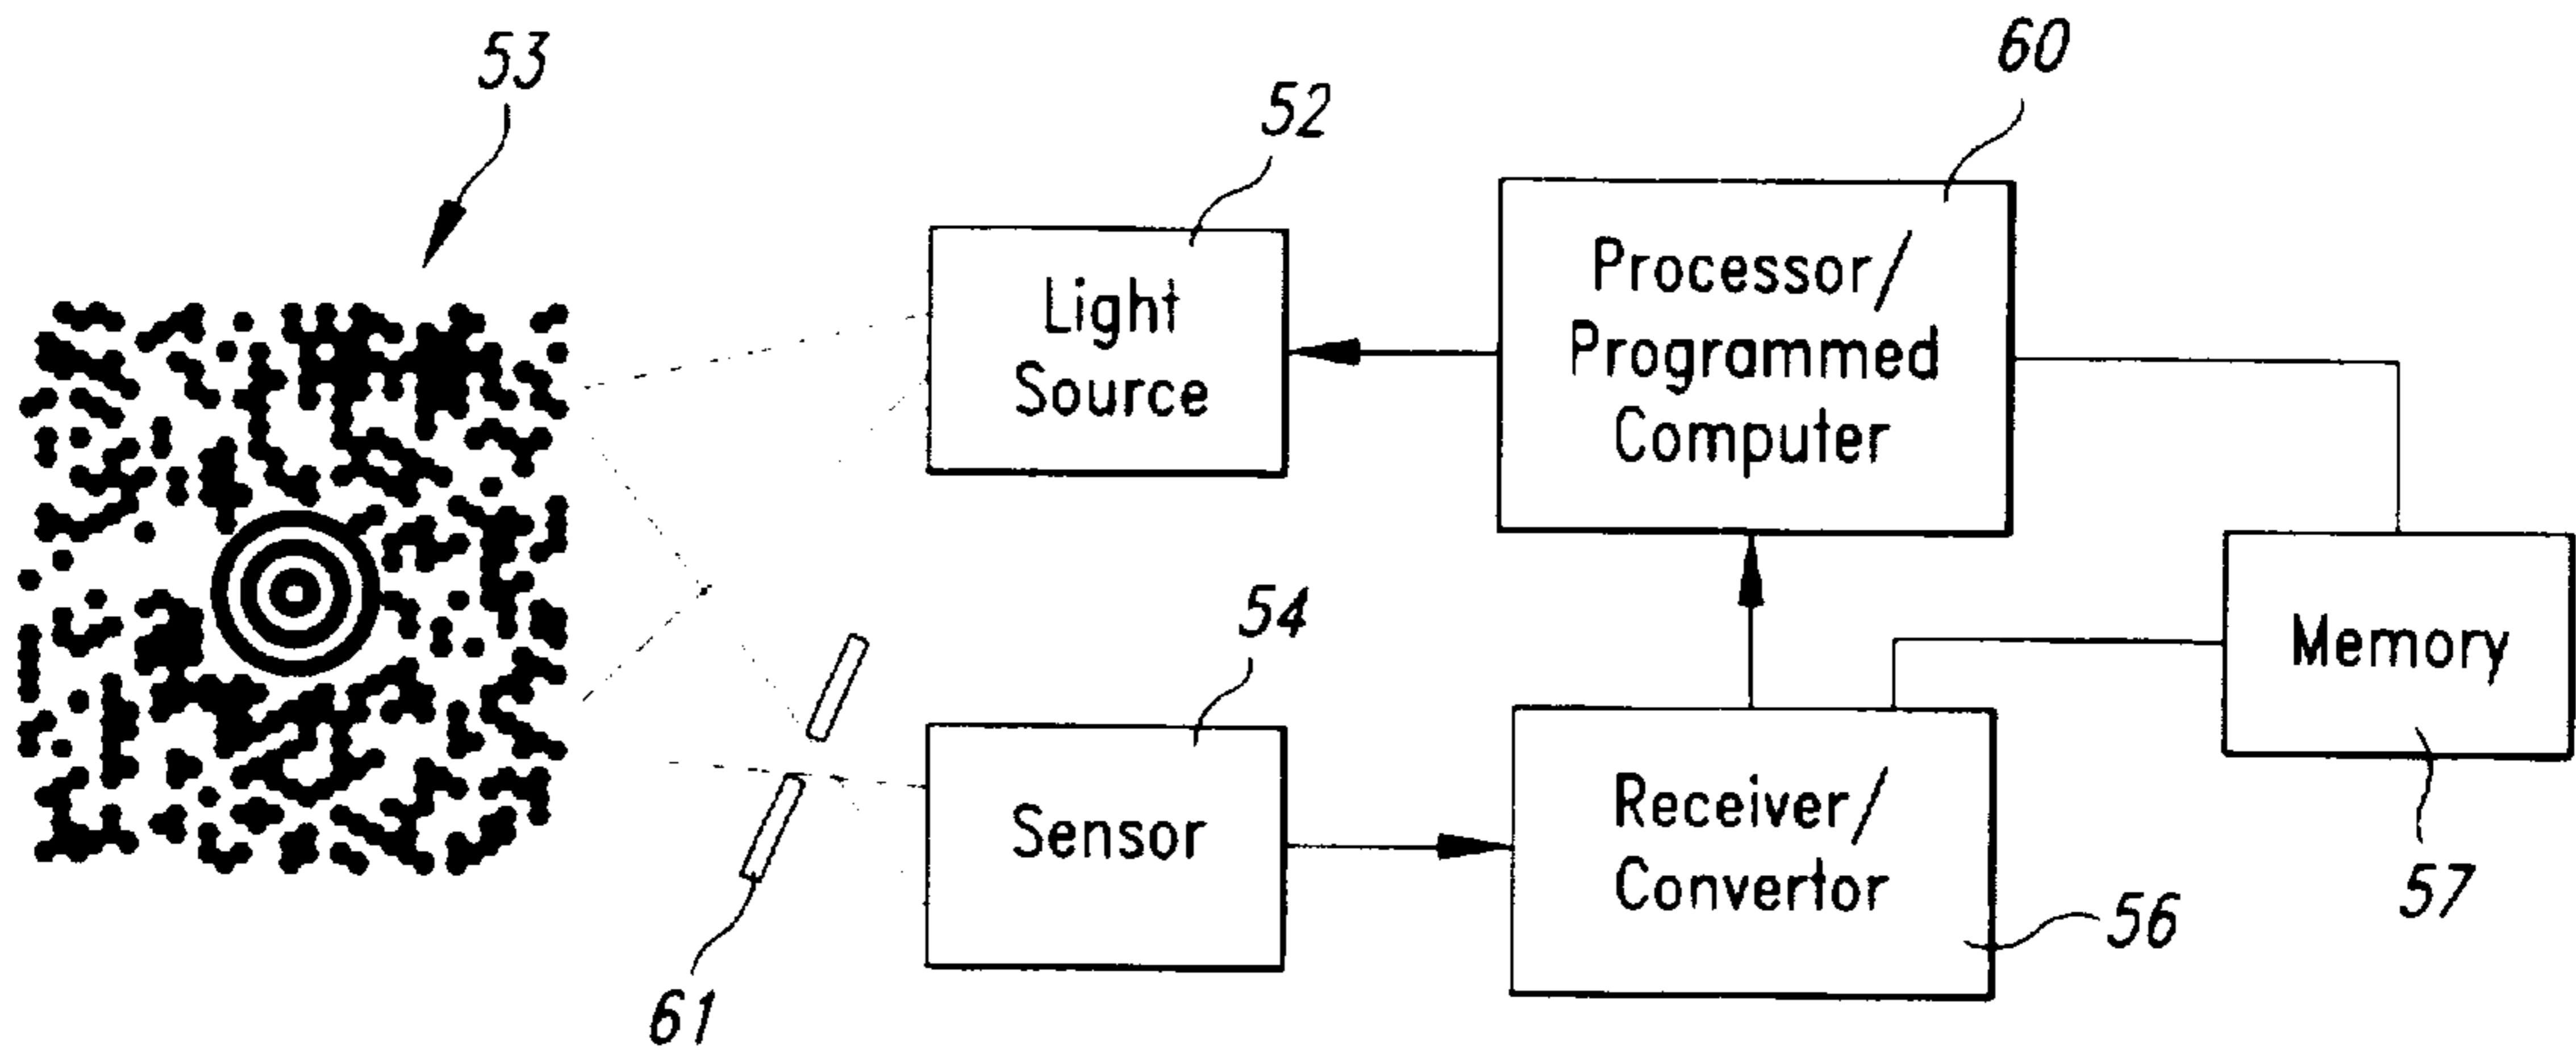 53
52
60
Light
Source
Processor/
Programmed
Computer
54
Memory
Sensor
Receiver/
Convertor
57
56
61